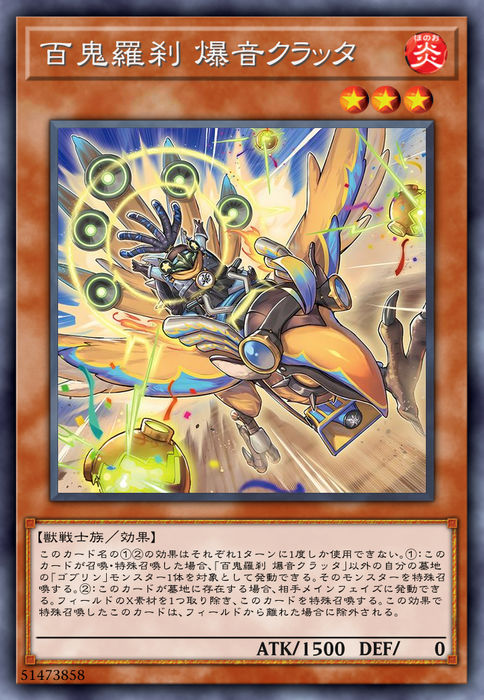 百鬼羅刹 爆音クラッタ
ほのお
炎
【獣戦士族/効果】
このカード名の①②の効果はそれぞれ1ターンに1度しか使用できない。①:この
カードが召喚・特殊召喚した場合、「百鬼羅刹 爆音クラッタ」以外の自分の墓地
の「ゴブリン」モンスター1体を対象として発動できる。そのモンスターを特殊召
喚する。②:このカードが墓地に存在する場合、相手メインフェイズに発動でき
る。フィールドのX素材を1つ取り除き、このカードを特殊召喚する。この効果で
特殊召喚したこのカードは、フィールドから離れた場合に除外される。
ATK/1500 DEF/ 0
51473858